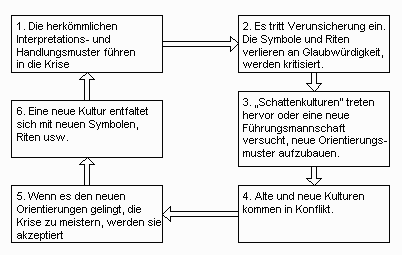 1. Die herkömmlichen
Interpretations- und
Handlungsmuster führen
in die Krise
2. Es tritt Verunsicherung ein.
Die Symbole und Riten
verlieren an Glaubwürdigkeit,
werden kritisiert.
3. „Schattenkulturen" treten
hervor oder eine neue
Führungsmannschaft
versucht, neue Orientierungs-
muster aufzubauen.
4. Alte und neue Kulturen
kommen in Konflikt.
5. Wenn es den neuen
Orientierungen gelingt, die
Krise zu meistern, werden sie
akzeptiert
6. Eine neue Kultur entfaltet
sich mit neuen Symbolen,
Riten usw.